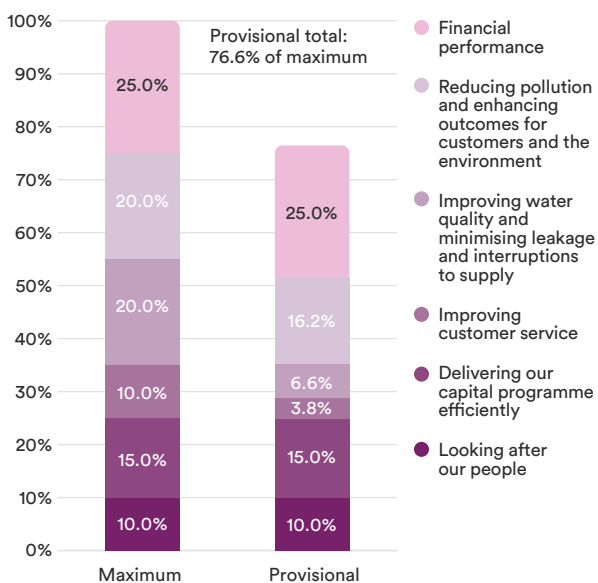 100%
90%
80%
70%
60%
50%
40%
30%
20%
10%
0%
Provisional total:
76.6% of maximum
25.0%
20.0%
20.0%
10.0%
15.0%
10.0%
Maximum
25.0%
16.2%
6.6%
3.8%
15.0%
10.0%
Provisional
Financial
performance
Reducing pollution
and enhancing
outcomes for
customers and the
environment
Improving water
quality and
minimising leakage
and interruptions
to supply
Improving
customer service
Delivering our
capital programme
efficiently
Looking after
our people